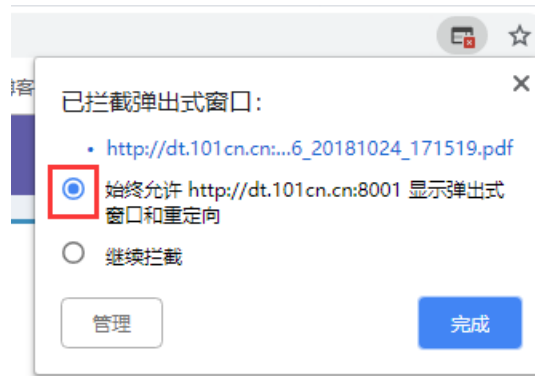 客
已拦截弹出式窗口：
• http://dt.101cn.cn:...6_20181024_171519.pdf
始终允许 http://dt.101cn.cn:8001 显示弹出式
窗口和重定向
继续拦截
管理
完成